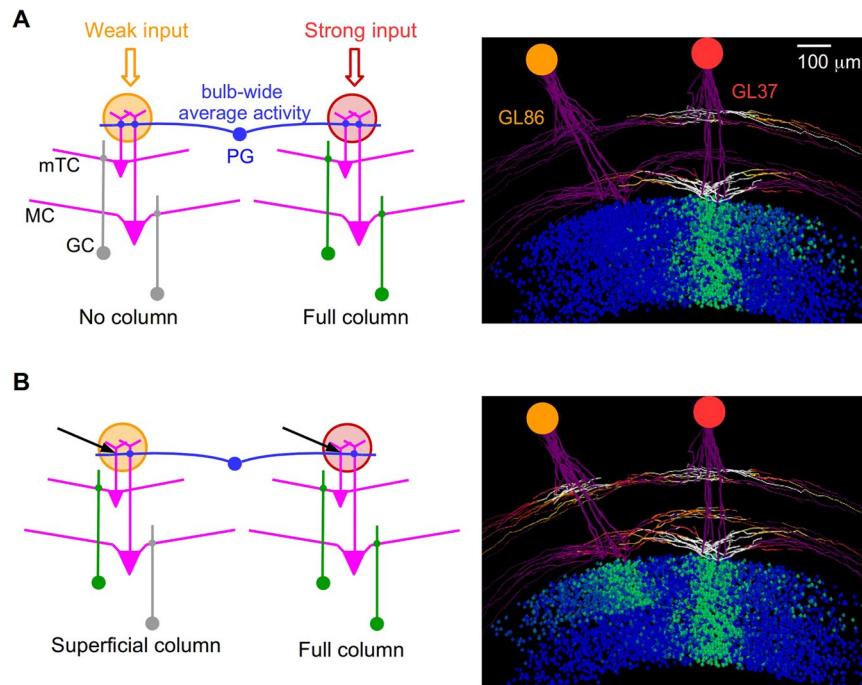 A
Weak input
Strong input
bulb-wide
average activity
PG
mTC
MC
GC
No column
Full column
100 µm
GL37
GL86
B
Superficial column
Full column